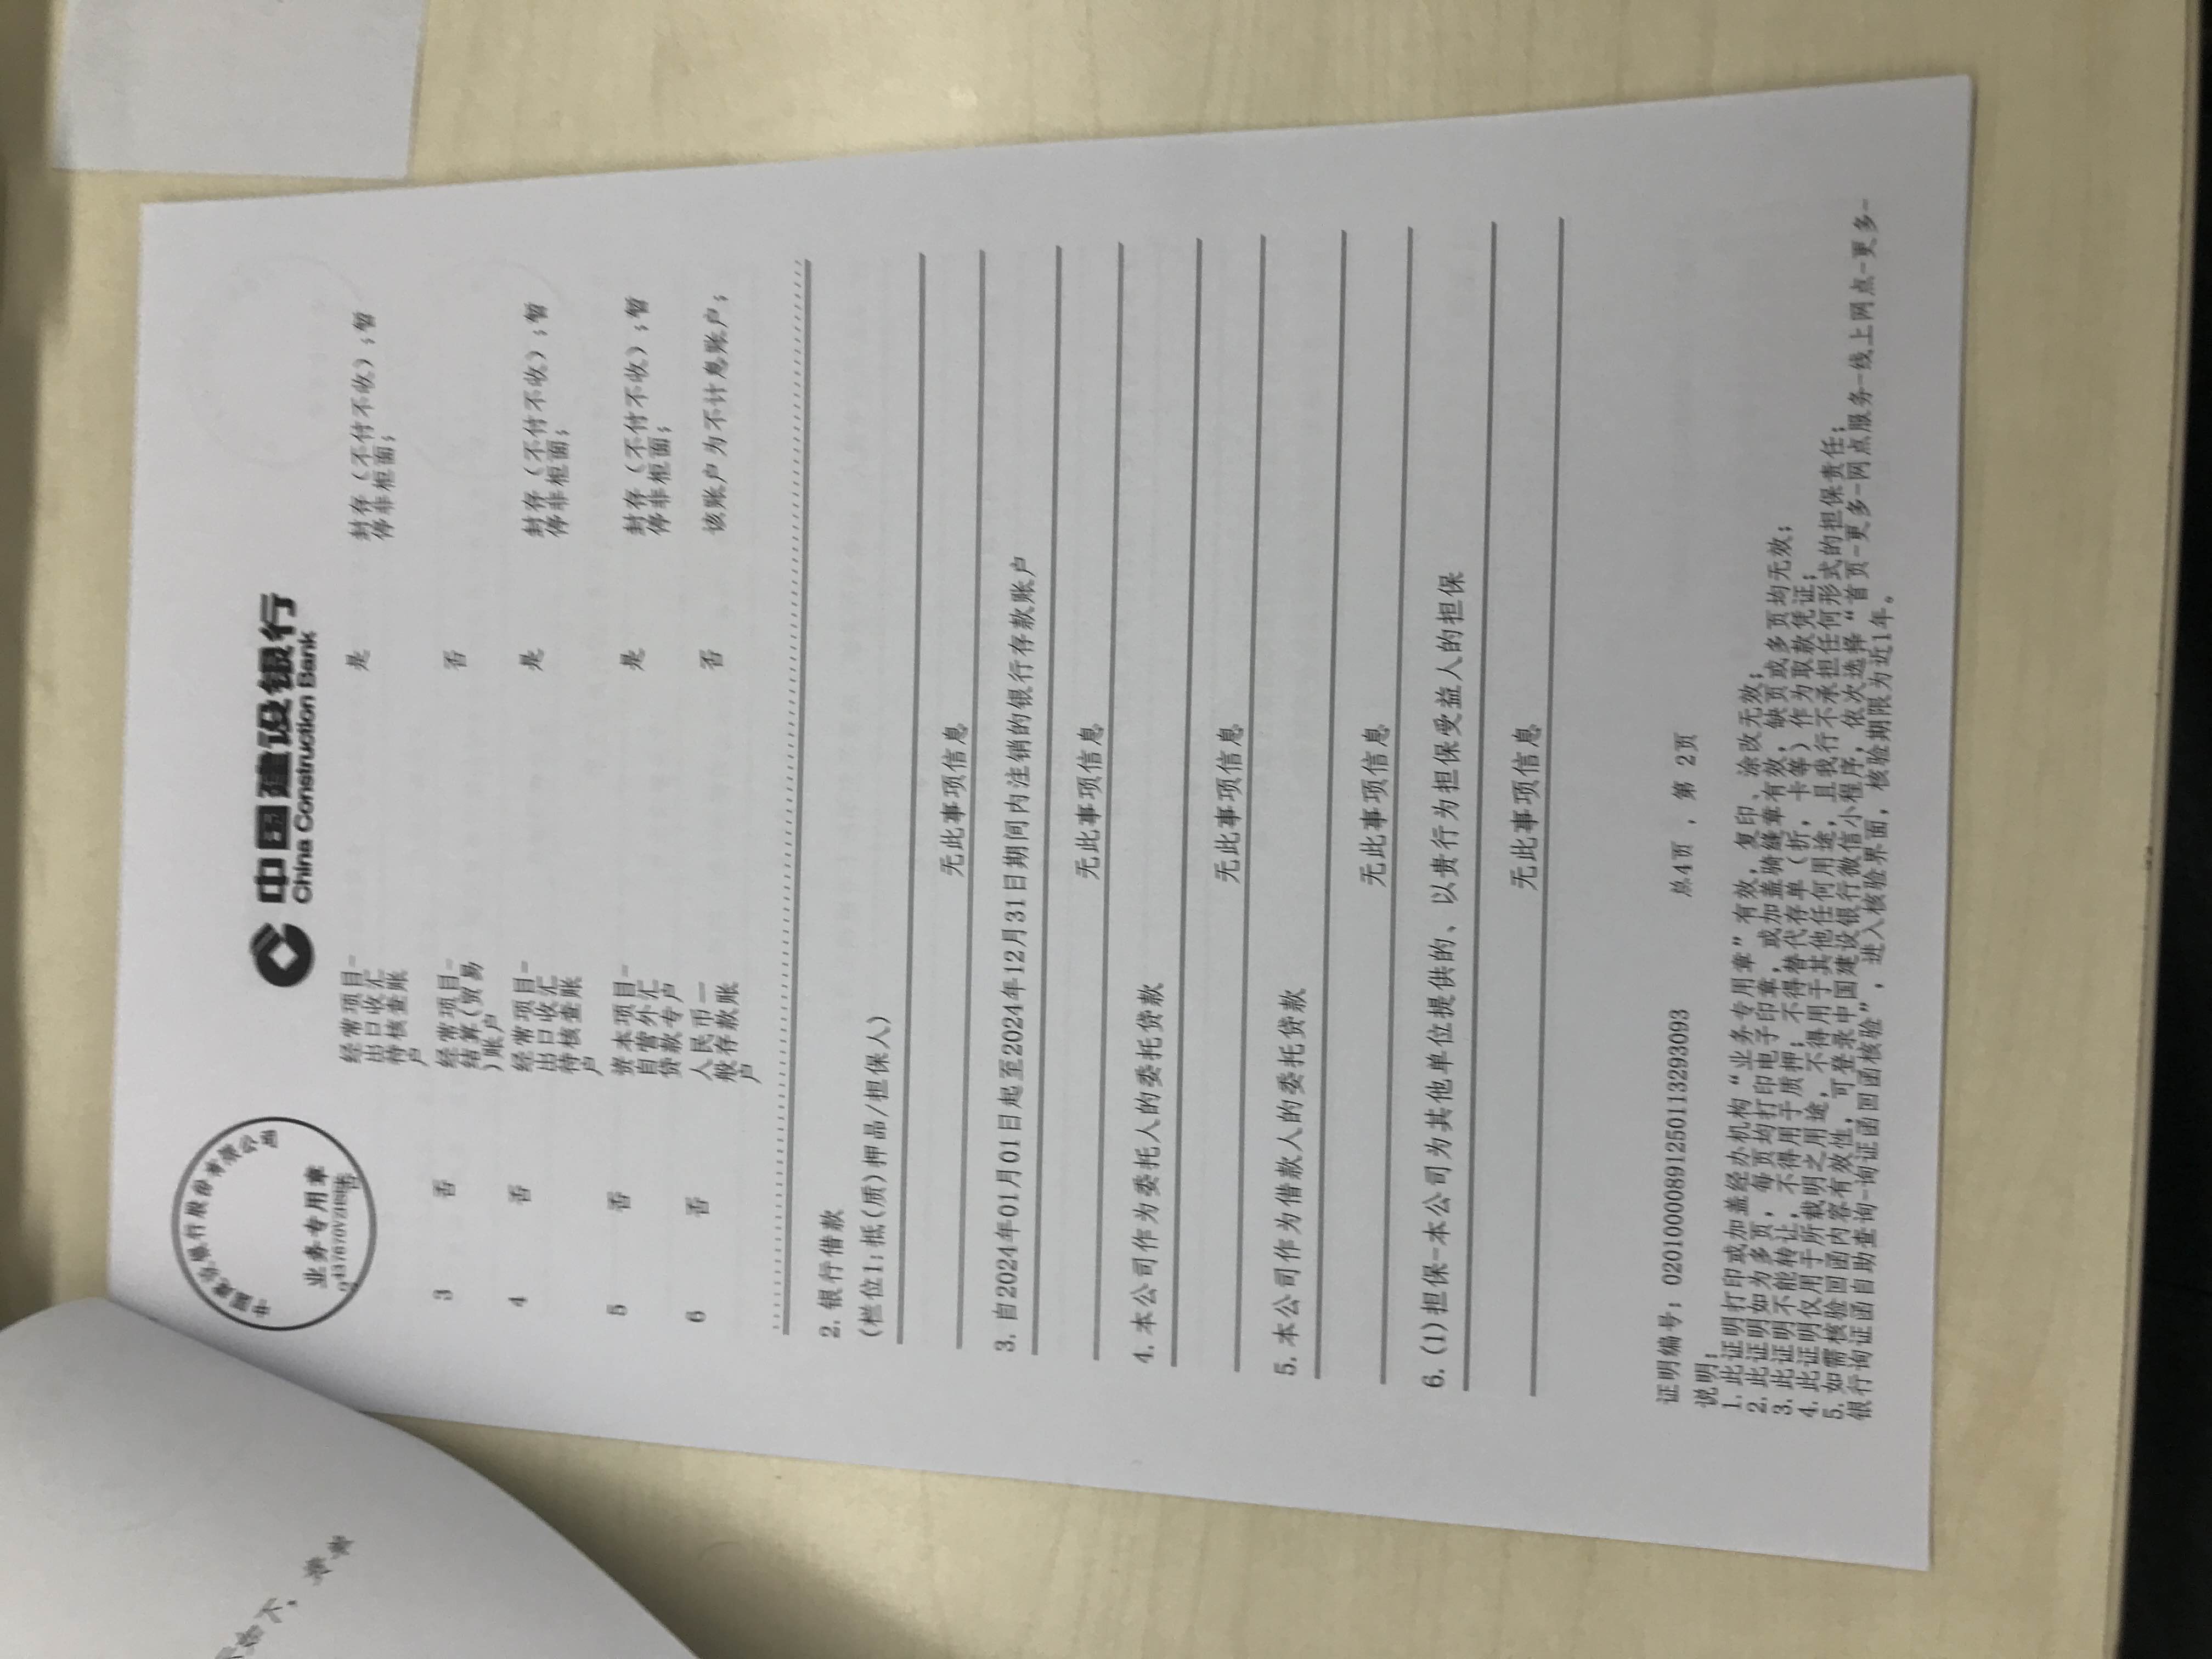 中国建设银行股份有限公司
业务专用章
中国建设银行
China Construction Bank
2 否 经常项目- 是 封存（不付不收）;暂
出口收汇 停非柜面;
待核查账
户
3 否 经常项目- 否
结算(贸易
)账户
4 否 经常项目- 是 封存（不付不收）;暂
出口收汇 停非柜面;
待核查账
户
5 否 资本项目- 是 封存（不付不收）;暂
自营外汇 停非柜面;
贷款专户
6 否 人民币一 否 该账户为不计息账户;
般存款账
户
2. 银行借款
(栏位1:抵(质)押品/担保人)
无此事项信息
3. 自2024年01月01日起至2024年12月31日期间内注销的银行存款账户
无此事项信息
4. 本公司作为委托人的委托贷款
无此事项信息
5. 本公司作为借款人的委托贷款
无此事项信息
6. (1)担保-本公司为其他单位提供的、以贵行为担保受益人的担保
无此事项信息
证明编号: 020100008912501132930​93 总4页 , 第 2页
说明:
1. 此证明打印或加盖经办机构“业务专用章”有效, 复印、涂改无效;
2. 此证明如为多页, 每页均打印电子印章, 或加盖骑缝章有效, 缺页或多页均无效;
3. 此证明不能转让, 不得用于质押; 不得替代存单（折, 卡等）作为取款凭证;
4. 此证明仅用于所载明之用途, 不得用于其他任何用途, 且我行不承担任何形式的担保责任;
5. 如需核验回函内容有效性, 可登录中国建设银行微信小程序, 依次选择“首页-更多-网点服务-线上网点-更多-
银行询证函自助查询-询证函回函核验”, 进入核验界面, 核验期限为近1年。